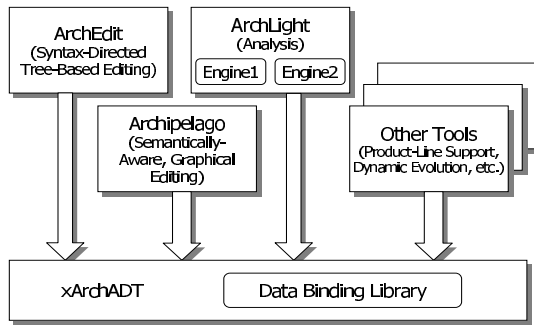 ArchEdit
(Syntax-Directed
Tree-Based Editing)
ArchLight
(Analysis)
Engine1 Engine2
Archipelago
(Semantically-
Aware, Graphical
Editing)
Other Tools
(Product-Line Support,
Dynamic Evolution, etc.)
xArchADT
Data Binding Library